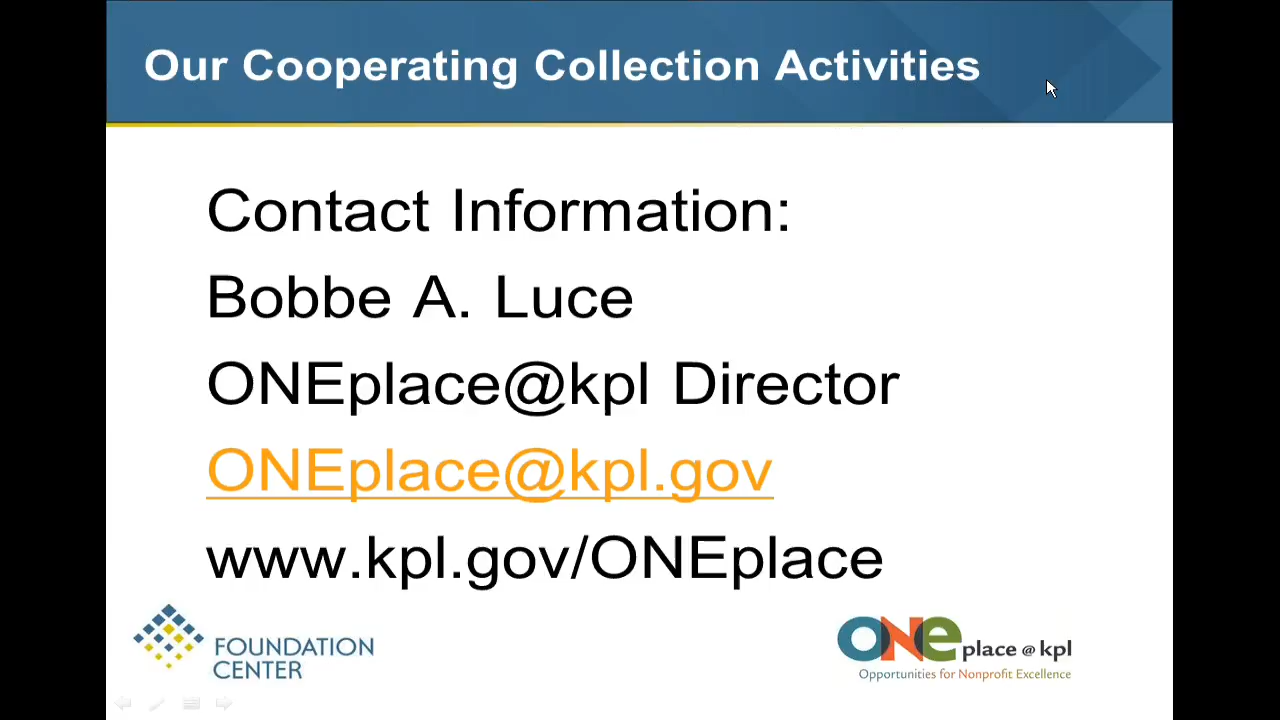 Our Cooperating Collection Activities
Contact Information:
Bobbe A. Luce
ONEplace@kpl Director
ONEplace@kpl.gov
www.kpl.gov/ONEplace
FOUNDATION
CENTER
ONE place @ kpl
Opportunities for Nonprofit Excellence